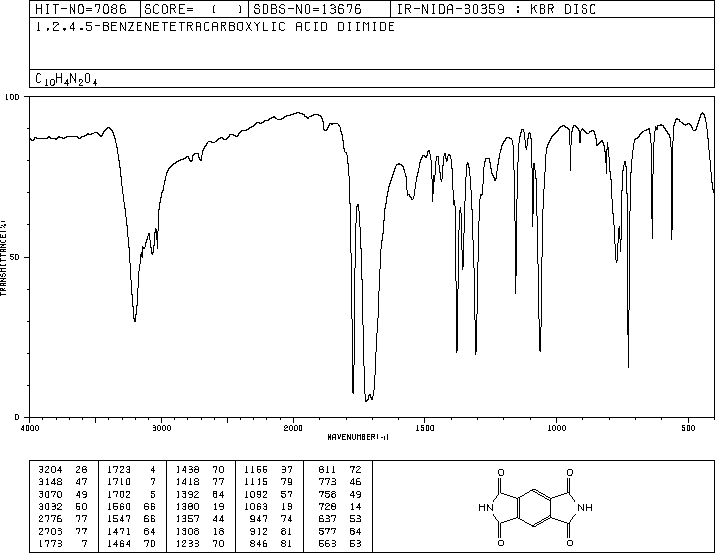 HIT-NO=7086 SCORE= ( ) SDBS-NO=13676 IR-NIDA-30359 : KBR DISC
1,2,4,5-BENZENETETRACARBOXYLIC ACID DIIMIDE
C10H4N2O4
100
50
0
TRANSMITTANCE(%)
4000 3000 2000 1500 1000 500
WAVENUMBER(-1)
3204 28 1723 4 1438 70 1155 37 811 72
3148 47 1710 7 1418 77 1115 79 773 46
3070 49 1702 5 1392 84 1092 57 758 49
3032 50 1560 66 1380 19 1063 19 728 14
2776 77 1547 66 1357 44 947 74 637 53
2703 77 1471 64 1308 18 912 81 577 84
1773 7 1464 70 1233 70 846 81 563 53
O O
HN NH
O O